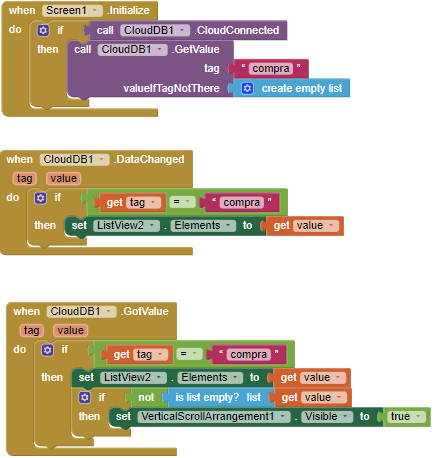 when Screen1 .Initialize
do if call CloudDB1 .CloudConnected
then call CloudDB1 .GetValue
tag " compra "
valueIfTagNotThere create empty list
when CloudDB1 .DataChanged
tag value
do if get tag = " compra "
then set ListView2 . Elements to get value
when CloudDB1 .GotValue
tag value
do if get tag = " compra "
then set ListView2 . Elements to get value
if not is list empty? list get value
then set VerticalScrollArrangement1 . Visible to true